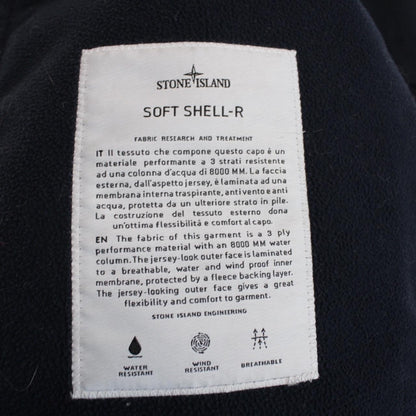 STONE ISLAND
SOFT SHELL-R
FABRIC RESEARCH AND TREATMENT
IT Il tessuto che compone questo capo è un
materiale performante a 3 strati resistente
ad una colonna d'acqua di 8000 MM. La faccia
esterna, dall'aspetto jersey, è laminata ad una
membrana interna traspirante, antivento e anti
acqua, protetta da un ulteriore strato in pile.
La costruzione del tessuto esterno dona
un'ottima flessibilità e comfort al capo.
EN The fabric of this garment is a 3 ply
performance material with an 8000 MM water
column. The jersey-look outer face is laminated
to a breathable, water and wind proof inner
membrane, protected by a fleece backing layer.
The jersey-looking outer face gives a great
flexibility and comfort to garment.
STONE ISLAND ENGINEERING
WATER RESISTANT
WIND RESISTANT
BREATHABLE